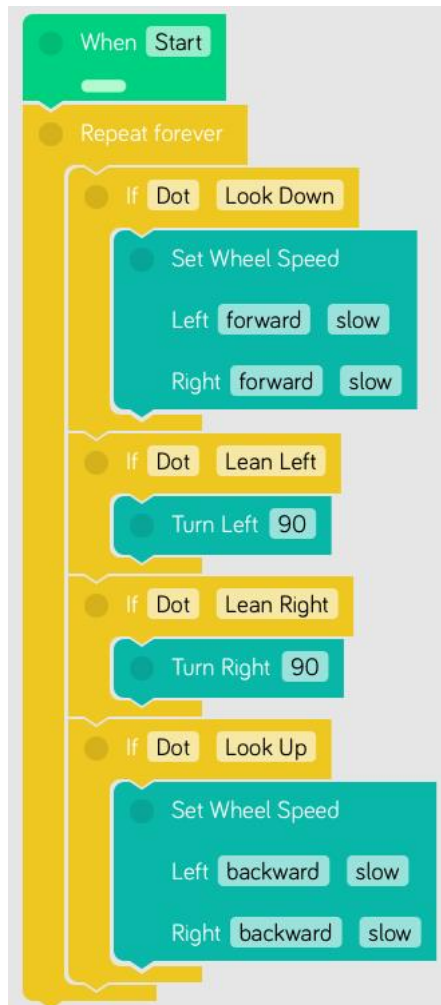 When Start
Repeat forever
If Dot Look Down
Set Wheel Speed
Left forward slow
Right forward slow
If Dot Lean Left
Turn Left 90
If Dot Lean Right
Turn Right 90
If Dot Look Up
Set Wheel Speed
Left backward slow
Right backward slow